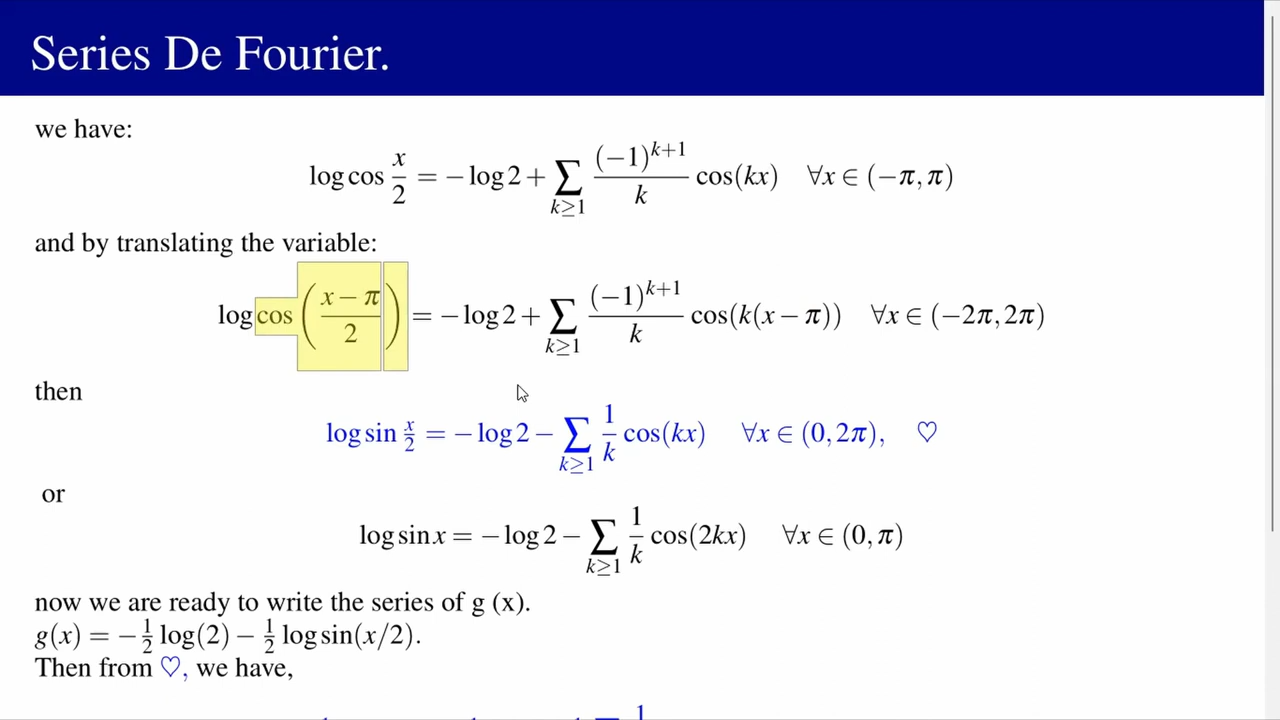 Series De Fourier.
we have:
log cos x/2 = − log 2 + ∑_{k≥1} (−1)^{k+1}/k cos(kx) ∀x ∈ (−π, π)
and by translating the variable:
log cos ( (x − π)/2 ) = − log 2 + ∑_{k≥1} (−1)^{k+1}/k cos(k(x − π)) ∀x ∈ (−2π, 2π)
then
log sin x/2 = − log 2 − ∑_{k≥1} 1/k cos(kx) ∀x ∈ (0, 2π), ♡
or
log sin x = − log 2 − ∑_{k≥1} 1/k cos(2kx) ∀x ∈ (0, π)
now we are ready to write the series of g (x).
g(x) = −1/2 log(2) − 1/2 log sin(x/2).
Then from ♡, we have,